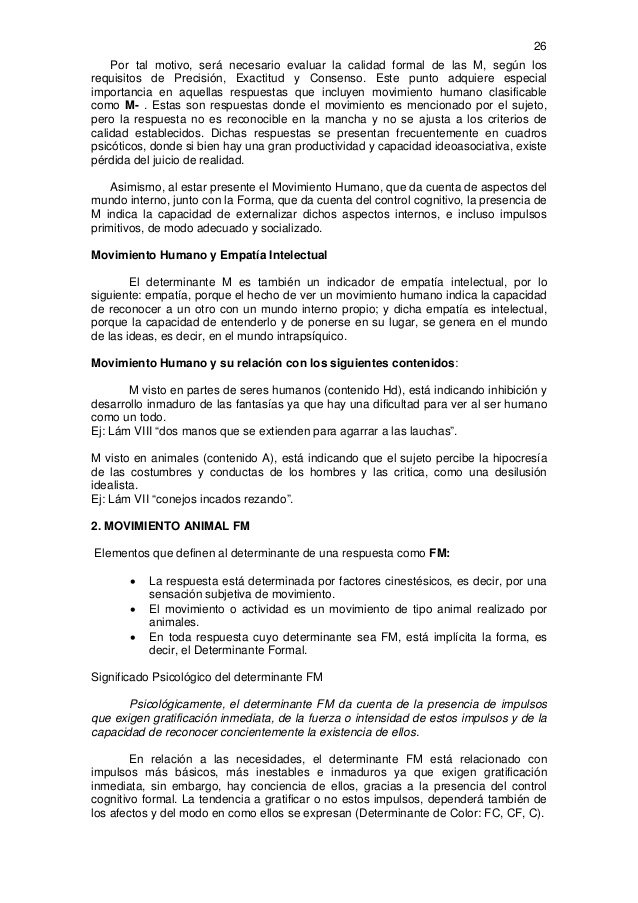 26
Por tal motivo, será necesario evaluar la calidad formal de las M, según los
requisitos de Precisión, Exactitud y Consenso. Este punto adquiere especial
importancia en aquellas respuestas que incluyen movimiento humano clasificable
como M- . Estas son respuestas donde el movimiento es mencionado por el sujeto,
pero la respuesta no es reconocible en la mancha y no se ajusta a los criterios de
calidad establecidos. Dichas respuestas se presentan frecuentemente en cuadros
psicóticos, donde si bien hay una gran productividad y capacidad ideoasociativa, existe
pérdida del juicio de realidad.
Asimismo, al estar presente el Movimiento Humano, que da cuenta de aspectos del
mundo interno, junto con la Forma, que da cuenta del control cognitivo, la presencia de
M indica la capacidad de externalizar dichos aspectos internos, e incluso impulsos
primitivos, de modo adecuado y socializado.
Movimiento Humano y Empatía Intelectual
El determinante M es también un indicador de empatía intelectual, por lo
siguiente: empatía, porque el hecho de ver un movimiento humano indica la capacidad
de reconocer a un otro con un mundo interno propio; y dicha empatía es intelectual,
porque la capacidad de entenderlo y de ponerse en su lugar, se genera en el mundo
de las ideas, es decir, en el mundo intrapsíquico.
Movimiento Humano y su relación con los siguientes contenidos:
M visto en partes de seres humanos (contenido Hd), está indicando inhibición y
desarrollo inmaduro de las fantasías ya que hay una dificultad para ver al ser humano
como un todo.
Ej: Lám VIII “dos manos que se extienden para agarrar a las lauchas”.
M visto en animales (contenido A), está indicando que el sujeto percibe la hipocresía
de las costumbres y conductas de los hombres y las critica, como una desilusión
idealista.
Ej: Lám VII “conejos incados rezando”.
2. MOVIMIENTO ANIMAL FM
Elementos que definen al determinante de una respuesta como FM:
• La respuesta está determinada por factores cinestésicos, es decir, por una
sensación subjetiva de movimiento.
• El movimiento o actividad es un movimiento de tipo animal realizado por
animales.
• En toda respuesta cuyo determinante sea FM, está implícita la forma, es
decir, el Determinante Formal.
Significado Psicológico del determinante FM
Psicológicamente, el determinante FM da cuenta de la presencia de impulsos
que exigen gratificación inmediata, de la fuerza o intensidad de estos impulsos y de la
capacidad de reconocer concientemente la existencia de ellos.
En relación a las necesidades, el determinante FM está relacionado con
impulsos más básicos, más inestables e inmaduros ya que exigen gratificación
inmediata, sin embargo, hay conciencia de ellos, gracias a la presencia del control
cognitivo formal. La tendencia a gratificar o no estos impulsos, dependerá también de
los afectos y del modo en como ellos se expresan (Determinante de Color: FC, CF, C).